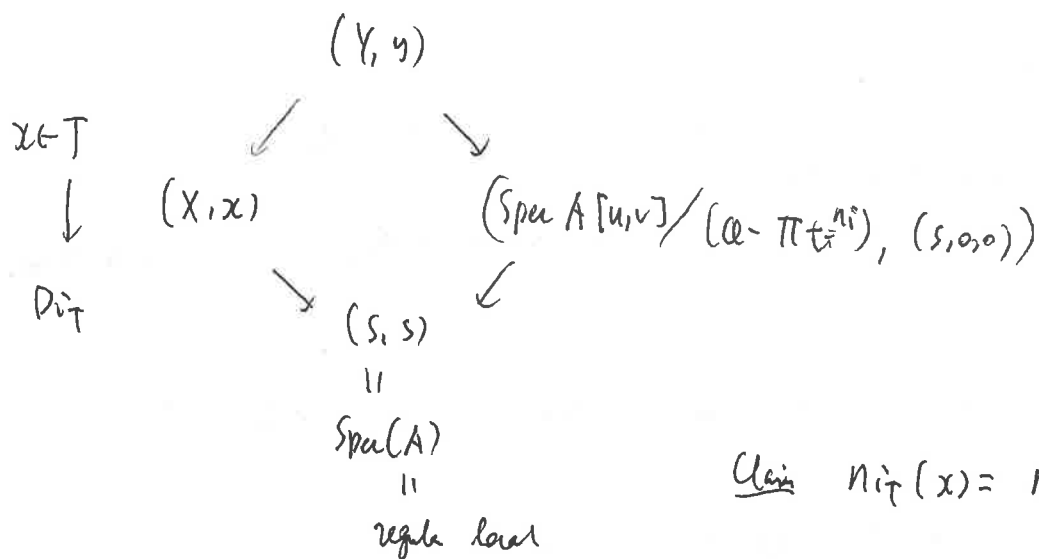 (Y, y)
x ∈ T
↓
D_{i_T}
(X, x)
(Spec A[u,v]/(Q - Π t_i^{n_i}), (s,0,0))
(S, s)
||
Spec(A)
||
regular local
Claim n_{i_T}(x) = 1